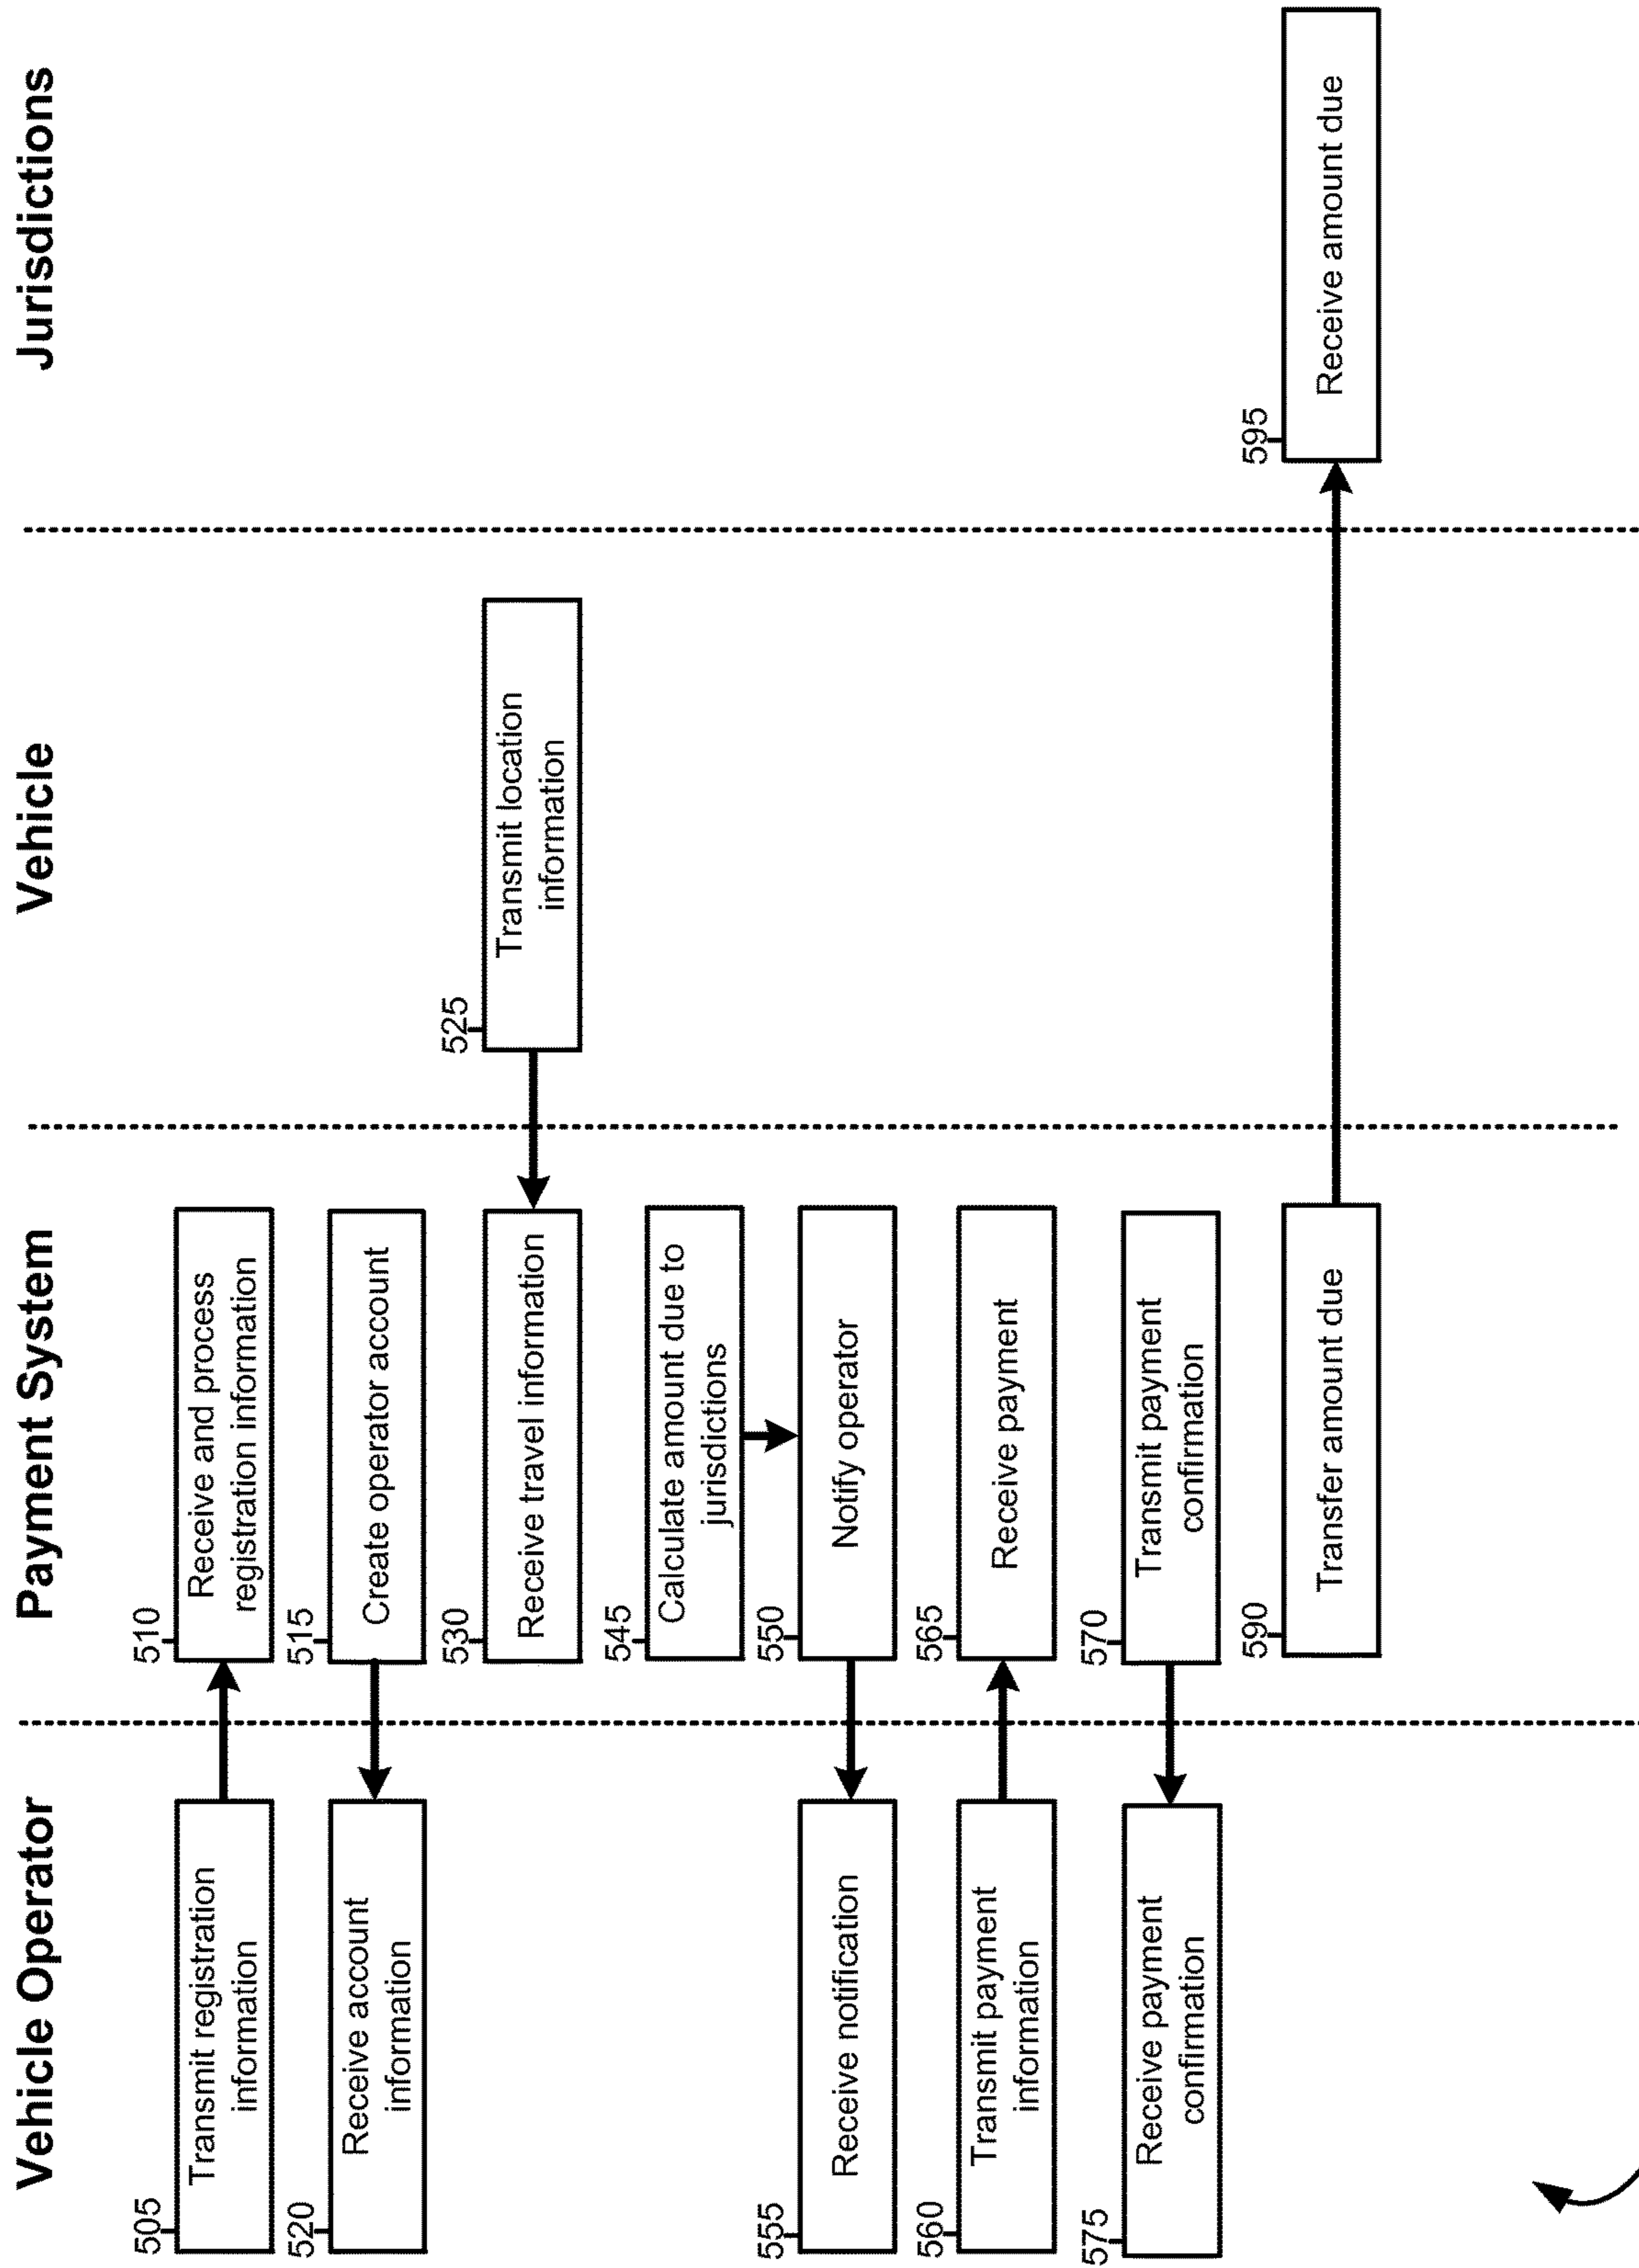 Vehicle Operator
Payment System
Vehicle
Jurisdictions
505
Transmit registration
information
510
Receive and process
registration information
515
Create operator account
520
Receive account
information
525
Transmit location
information
530
Receive travel information
545
Calculate amount due to
jurisdictions
550
Notify operator
555
Receive notification
560
Transmit payment
information
565
Receive payment
570
Transmit payment
confirmation
575
Receive payment
confirmation
590
Transfer amount due
595
Receive amount due